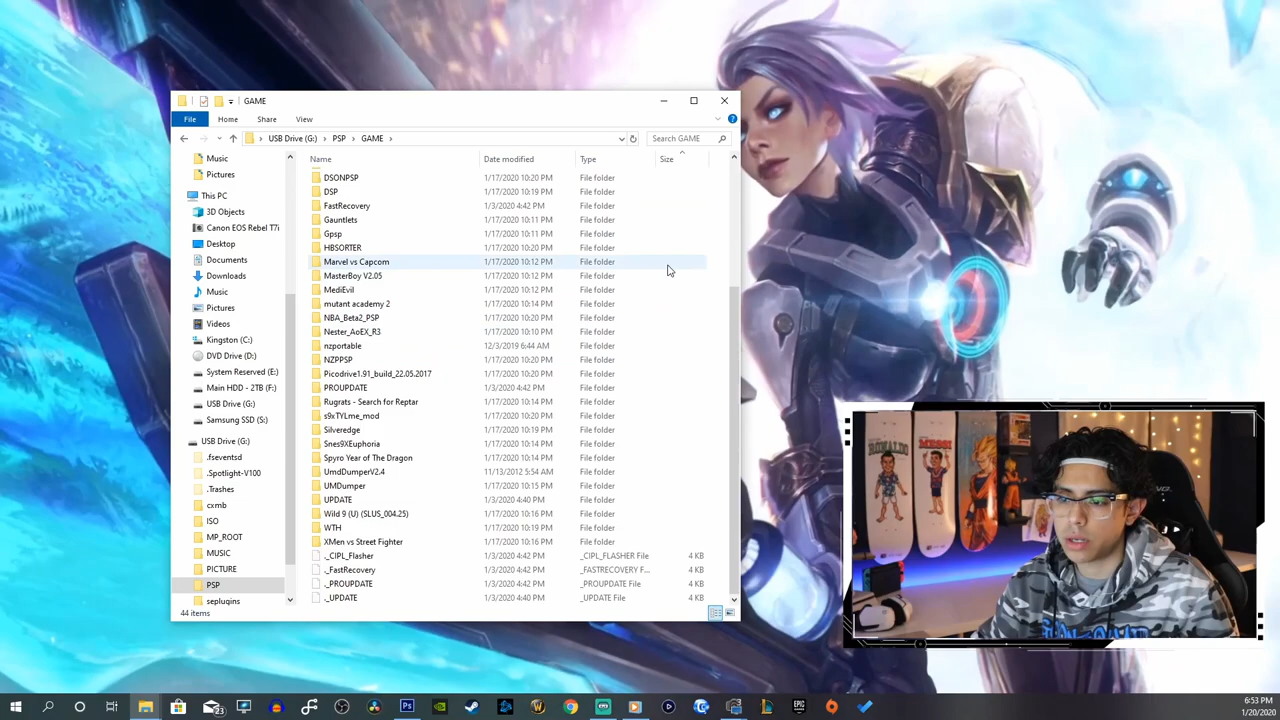 GAME
File
Home
Share
View
USB Drive (G:)
PSP
GAME
Search GAME
Music
Pictures
This PC
3D Objects
Canon EOS Rebel T7i
Desktop
Documents
Downloads
Music
Pictures
Videos
Kingston (C:)
DVD Drive (D:)
System Reserved (E:)
Main HDD - 2TB (F:)
USB Drive (G:)
Samsung SSD (S:)
USB Drive (G:)
.fseventsd
.Spotlight-V100
.Trashes
cxmb
ISO
MP_ROOT
MUSIC
PICTURE
PSP
seplugins
Name Date modified Type Size
DSONPSP 1/17/2020 10:20 PM File folder
DSP 1/17/2020 10:19 PM File folder
FastRecovery 1/3/2020 4:42 PM File folder
Gauntlets 1/17/2020 10:11 PM File folder
Gpsp 1/17/2020 10:11 PM File folder
HBSORTER 1/17/2020 10:20 PM File folder
Marvel vs Capcom 1/17/2020 10:12 PM File folder
MasterBoy V2.05 1/17/2020 10:12 PM File folder
MediEvil 1/17/2020 10:12 PM File folder
mutant academy 2 1/17/2020 10:14 PM File folder
NBA_Beta2_PSP 1/17/2020 10:20 PM File folder
Nester_AoEX_R3 1/17/2020 10:10 PM File folder
nzportable 12/3/2019 6:44 AM File folder
NZPPSP 1/17/2020 10:20 PM File folder
Picodrive1.91_build_22.05.2017 1/17/2020 10:20 PM File folder
PROUPDATE 1/3/2020 4:42 PM File folder
Rugrats - Search for Reptar 1/17/2020 10:14 PM File folder
s9xTYLme_mod 1/17/2020 10:20 PM File folder
Silveredge 1/17/2020 10:19 PM File folder
Snes9XEuphoria 1/17/2020 10:14 PM File folder
Spyro Year of The Dragon 1/17/2020 10:14 PM File folder
UmdDumperV2.4 11/13/2012 5:54 AM File folder
UMDumper 1/17/2020 10:15 PM File folder
UPDATE 1/3/2020 4:40 PM File folder
Wild 9 (U) (SLUS_004.25) 1/17/2020 10:16 PM File folder
WTH 1/17/2020 10:19 PM File folder
XMen vs Street Fighter 1/17/2020 10:16 PM File folder
._CIPL_Flasher 1/3/2020 4:42 PM _CIPL_FLASHER File 4 KB
._FastRecovery 1/3/2020 4:42 PM _FASTRECOVERY F... 4 KB
._PROUPDATE 1/3/2020 4:42 PM _PROUPDATE File 4 KB
._UPDATE 1/3/2020 4:40 PM _UPDATE File 4 KB
44 items
RONALDO
MESSI
23
Ps
EPIC GAMES
6:53 PM
1/20/2020